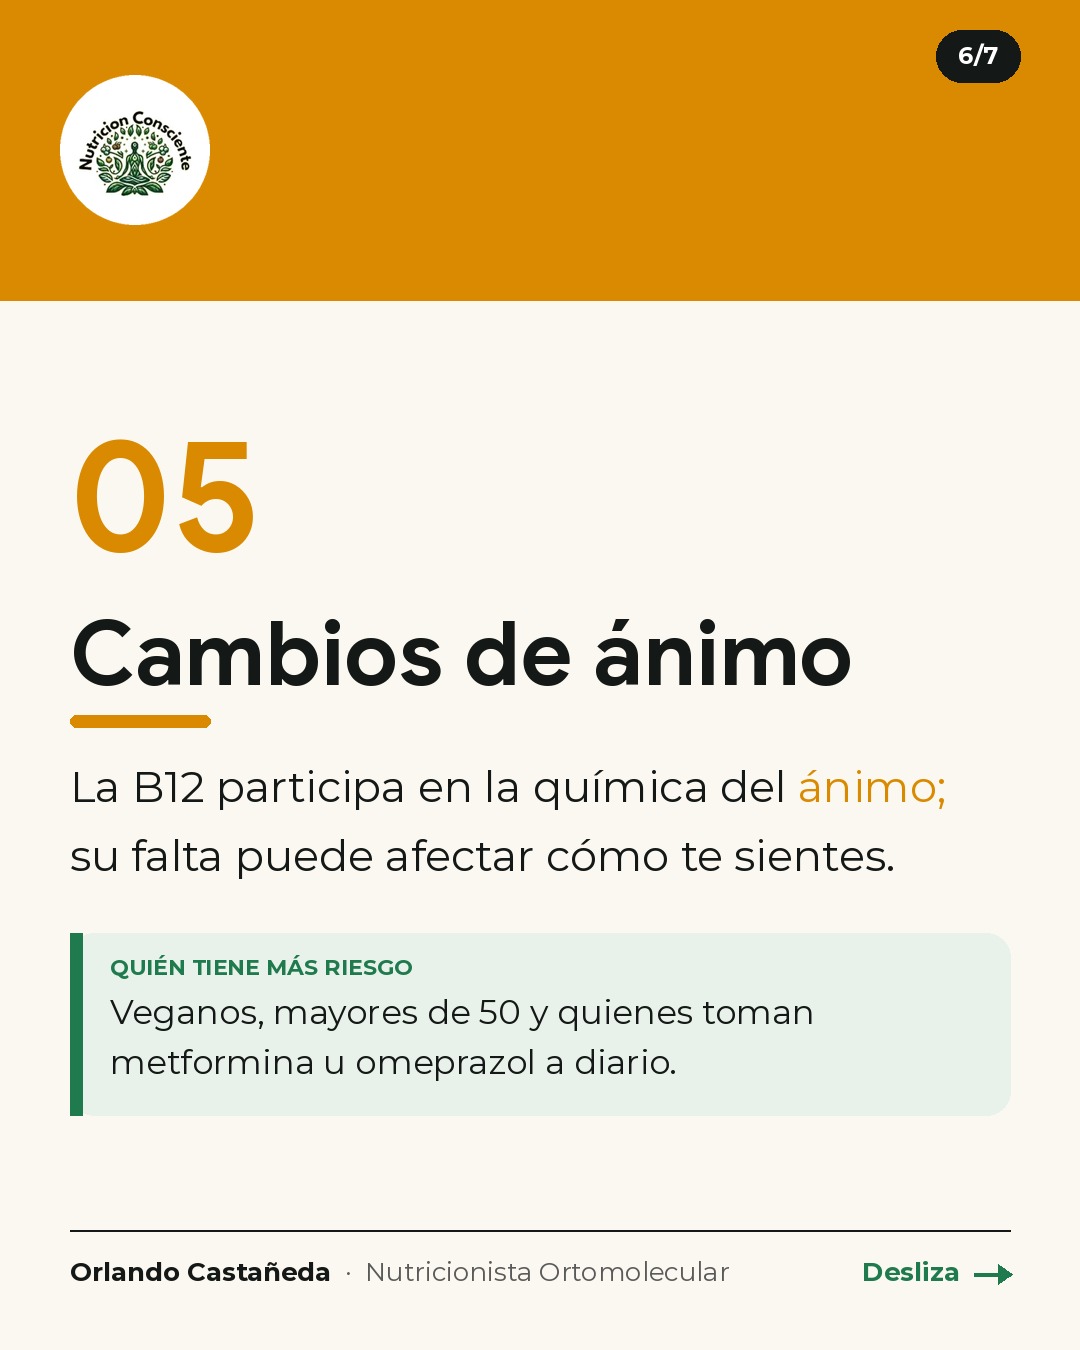 6/7
Nutricion Consciente
05
Cambios de ánimo
La B12 participa en la química del ánimo;
su falta puede afectar cómo te sientes.
QUIÉN TIENE MÁS RIESGO
Veganos, mayores de 50 y quienes toman
metformina u omeprazol a diario.
Orlando Castañeda · Nutricionista Ortomolecular
Desliza →